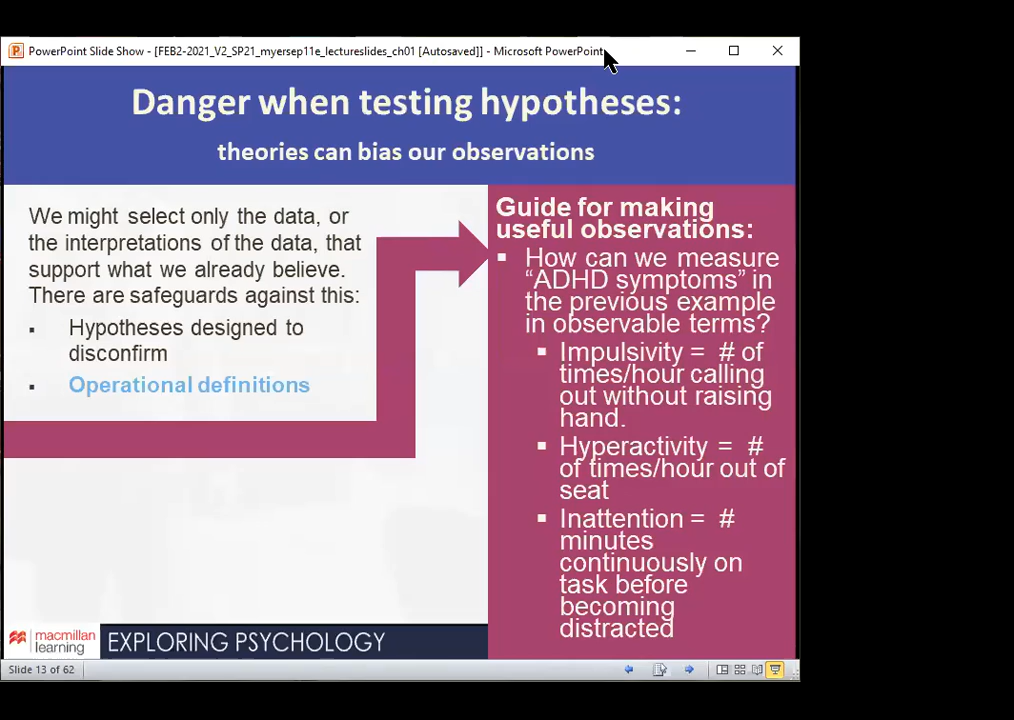 PowerPoint Slide Show - [FEB2-2021_V2_SP21_myersep11e_lectureslides_ch01 [Autosaved]] - Microsoft PowerPoint
Danger when testing hypotheses:
theories can bias our observations
We might select only the data, or
the interpretations of the data, that
support what we already believe.
There are safeguards against this:
▪ Hypotheses designed to
disconfirm
▪ Operational definitions
Guide for making
useful observations:
▪ How can we measure
“ADHD symptoms” in
the previous example
in observable terms?
▪ Impulsivity = # of
times/hour calling
out without raising
hand.
▪ Hyperactivity = #
of times/hour out of
seat
▪ Inattention = #
minutes
continuously on
task before
becoming
distracted
macmillan
learning
EXPLORING PSYCHOLOGY
Slide 13 of 62